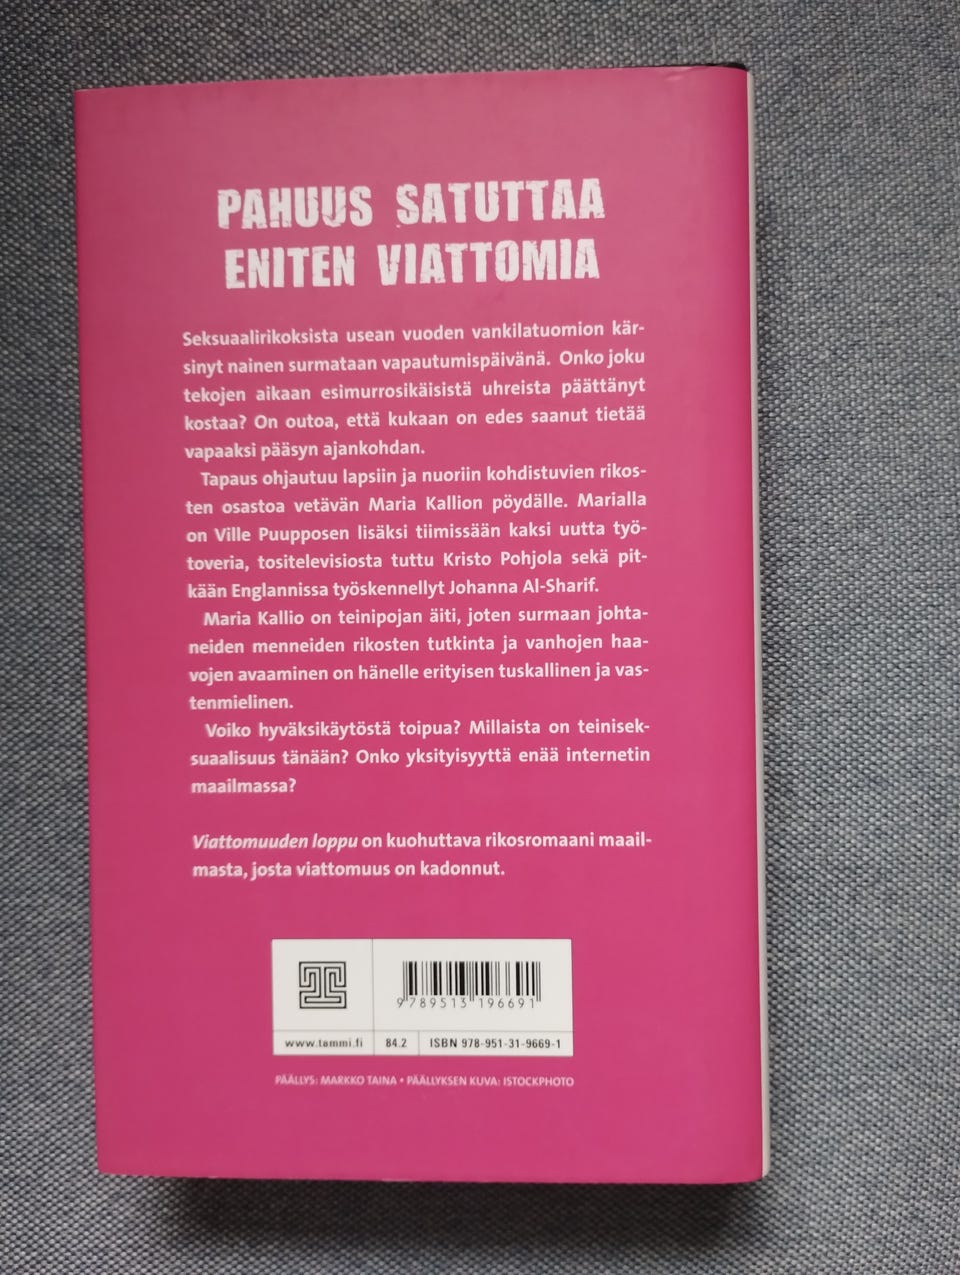 PAHUUS SATUTTAA
ENITEN VIATTOMIA
Seksuaalirikoksista usean vuoden vankilatuomion kär-
sinyt nainen surmataan vapautumispäivänä. Onko joku
tekojen aikaan esimurrosikäisistä uhreista päättänyt
kostaa? On outoa, että kukaan on edes saanut tietää
vapaaksi pääsyn ajankohdan.
Tapaus ohjautuu lapsiin ja nuoriin kohdistuvien rikos-
ten osastoa vetävän Maria Kallion pöydälle. Marialla
on Ville Puupposen lisäksi tiimissään kaksi uutta työ-
toveria, tositelevisiosta tuttu Kristo Pohjola sekä pit-
kään Englannissa työskennellyt Johanna Al-Sharif.
Maria Kallio on teinipojan äiti, joten surmaan johta-
neiden menneiden rikosten tutkinta ja vanhojen haa-
vojen avaaminen on hänelle erityisen tuskallinen ja vas-
tenmielinen.
Voiko hyväksikäytöstä toipua? Millaista on teinisek-
suaalisuus tänään? Onko yksityisyyttä enää internetin
maailmassa?
Viattomuuden loppu on kuohuttava rikosromaani maail-
masta, josta viattomuus on kadonnut.
9 789513 196691
www.tammi.fi 84.2 ISBN 978-951-31-9669-1
PÄÄLLYS: MARKKO TAINA • PÄÄLLYKSEN KUVA: ISTOCKPHOTO